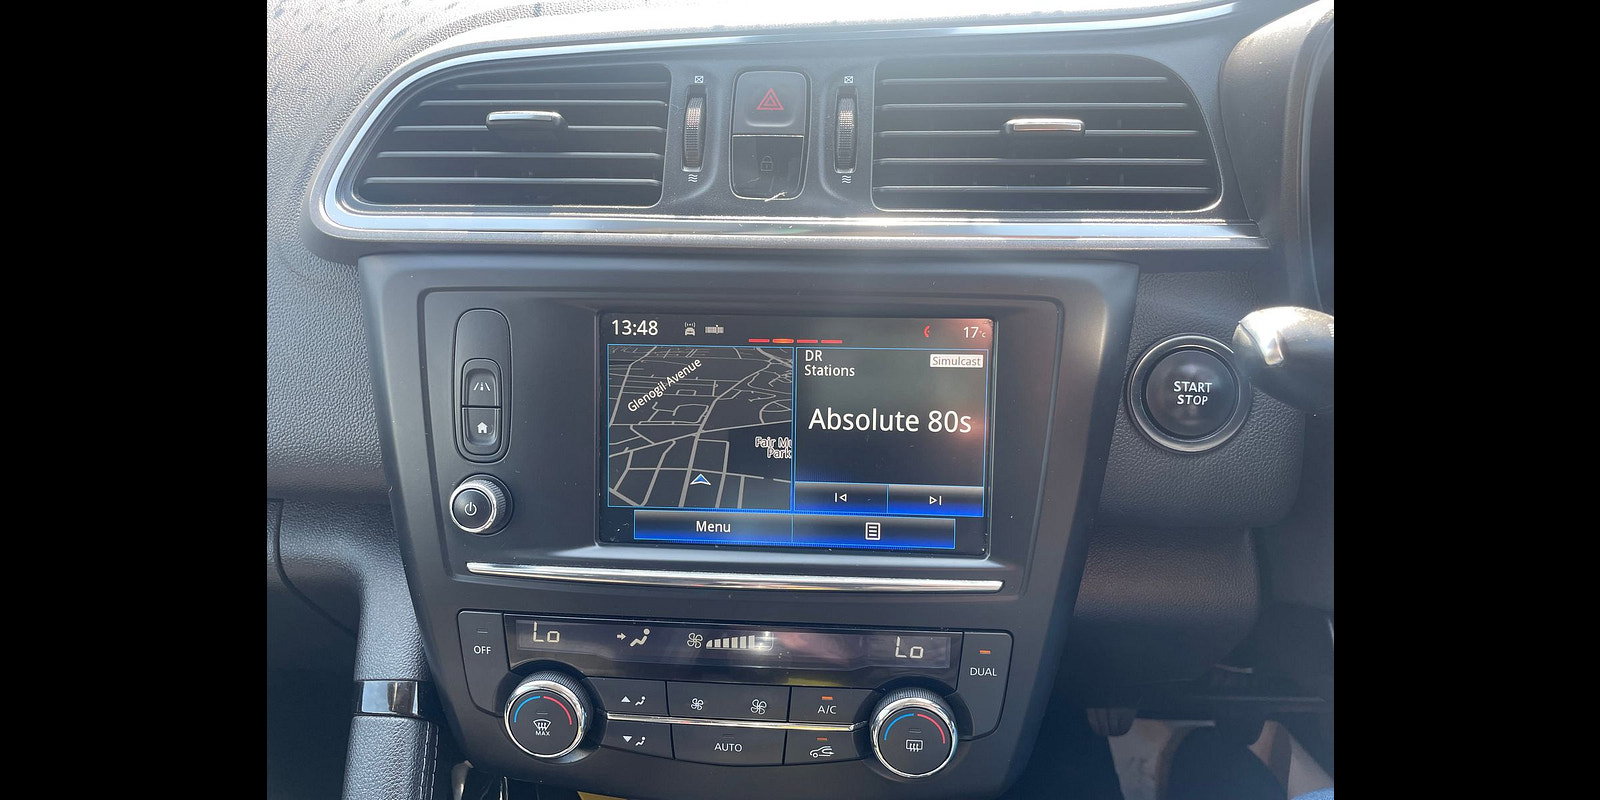 13:48
17°c
Glenogil Avenue
Fair Mu
Park
DR
Stations
Simulcast
Absolute 80s
Menu
START
STOP
Lo
Lo
OFF
DUAL
MAX
A/C
AUTO